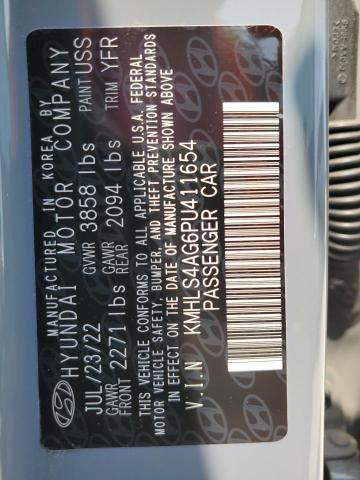 MANUFACTURED IN KOREA BY
HYUNDAI MOTOR COMPANY
JUL/23/22 GVWR 3858 lbs PAINT USS
GAWR FRONT 2271 lbs GAWR REAR 2094 lbs TRIM YFR
THIS VEHICLE CONFORMS TO ALL APPLICABLE U.S.A. FEDERAL
MOTOR VEHICLE SAFETY, BUMPER, AND THEFT PREVENTION STANDARDS
IN EFFECT ON THE DATE OF MANUFACTURE SHOWN ABOVE
V.I.N KMHLS4AG6PU411654
PASSENGER CAR